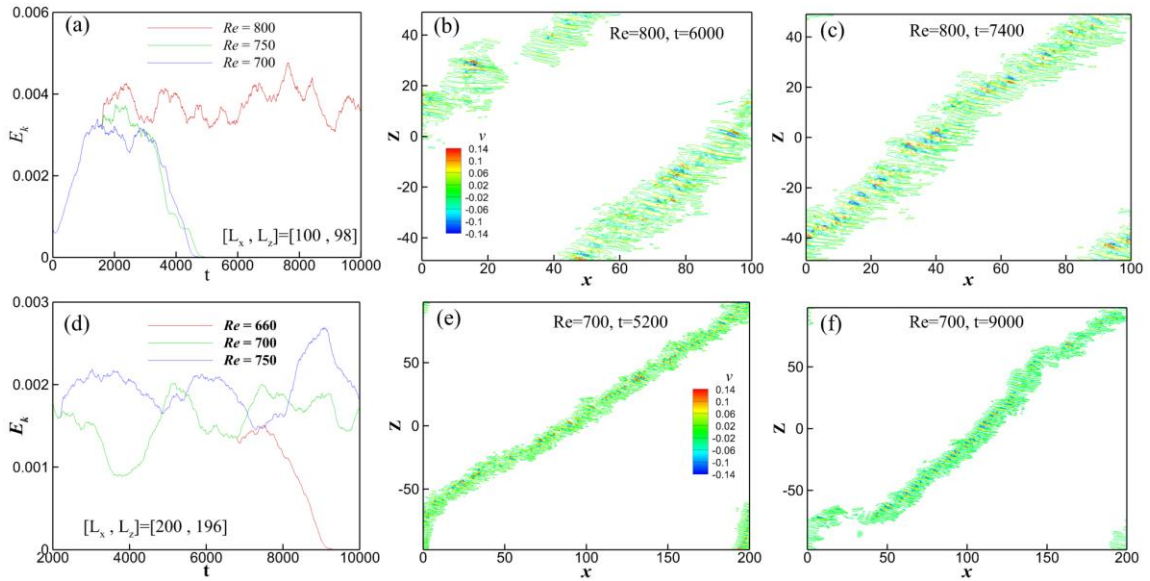 (a)
Re = 800
Re = 750
Re = 700
0.006
0.004
0.002
0
E_k
[L_x , L_z]=[100 , 98]
0 2000 4000 6000 8000 10000
t
(b)
Re=800, t=6000
40
20
0
-20
-40
Z
v
0.14
0.1
0.06
0.02
-0.02
-0.06
-0.1
-0.14
0 20 40 60 80 100
x
(c)
Re=800, t=7400
40
20
0
-20
-40
Z
0 20 40 60 80 100
x
(d)
Re = 660
Re = 700
Re = 750
0.003
0.002
0.001
0
E_k
[L_x , L_z]=[200 , 196]
2000 4000 6000 8000 10000
t
(e)
Re=700, t=5200
50
0
-50
Z
v
0.14
0.1
0.06
0.02
-0.02
-0.06
-0.1
-0.14
0 50 100 150 200
x
(f)
Re=700, t=9000
50
0
-50
Z
0 50 100 150 200
x